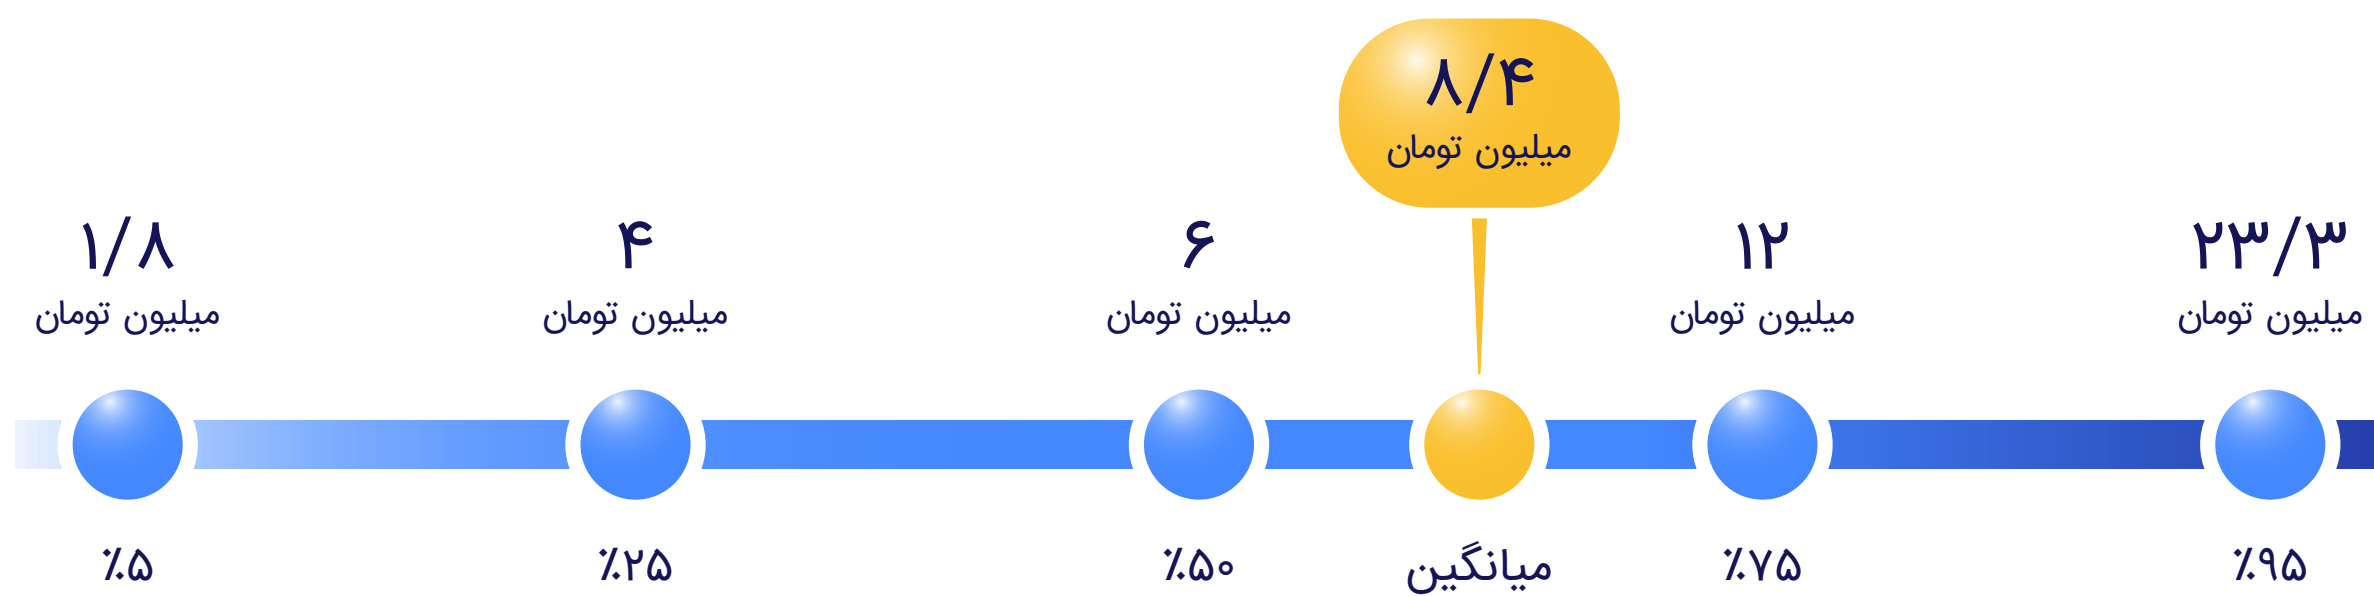 ۸/۴
میلیون تومان
۱/۸
میلیون تومان
۴
میلیون تومان
۶
میلیون تومان
۱۲
میلیون تومان
۲۳/۳
میلیون تومان
٪۵
٪۲۵
٪۵۰
میانگین
٪۷۵
٪۹۵